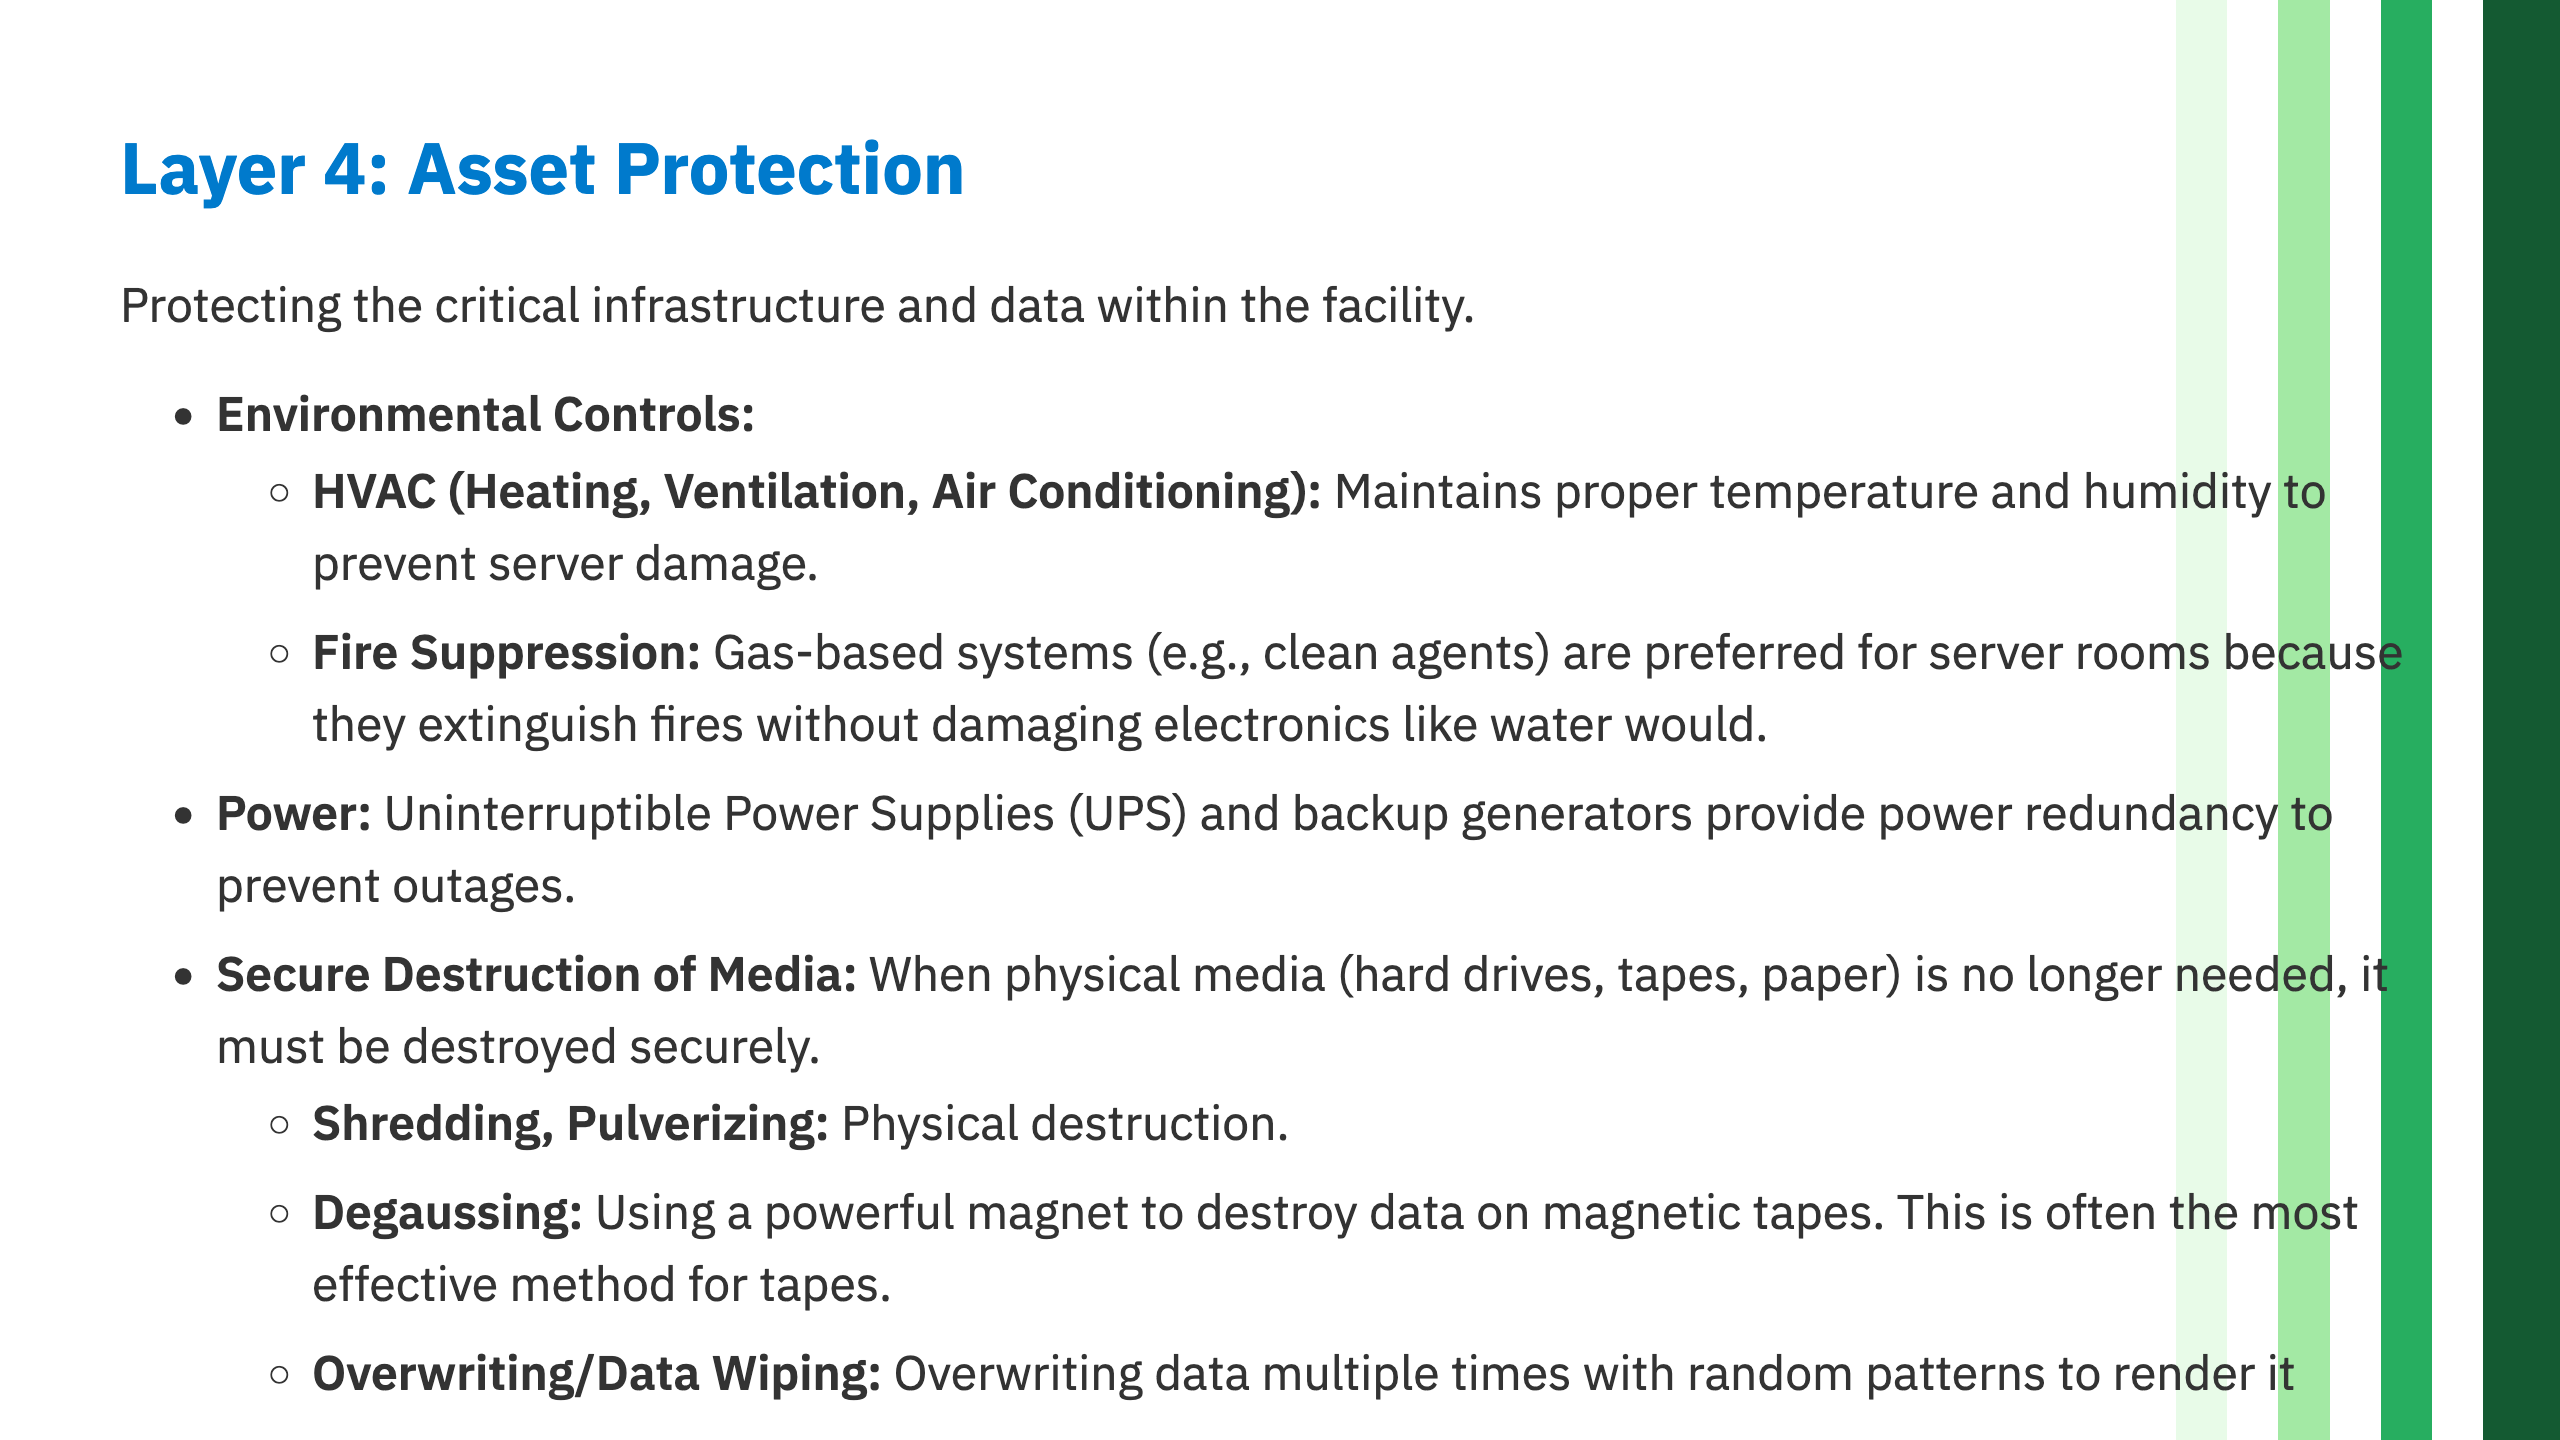 Layer 4: Asset Protection
Protecting the critical infrastructure and data within the facility.
• Environmental Controls:
◦ HVAC (Heating, Ventilation, Air Conditioning): Maintains proper temperature and humidity to
prevent server damage.
◦ Fire Suppression: Gas-based systems (e.g., clean agents) are preferred for server rooms because
they extinguish fires without damaging electronics like water would.
• Power: Uninterruptible Power Supplies (UPS) and backup generators provide power redundancy to
prevent outages.
• Secure Destruction of Media: When physical media (hard drives, tapes, paper) is no longer needed, it
must be destroyed securely.
◦ Shredding, Pulverizing: Physical destruction.
◦ Degaussing: Using a powerful magnet to destroy data on magnetic tapes. This is often the most
effective method for tapes.
◦ Overwriting/Data Wiping: Overwriting data multiple times with random patterns to render it